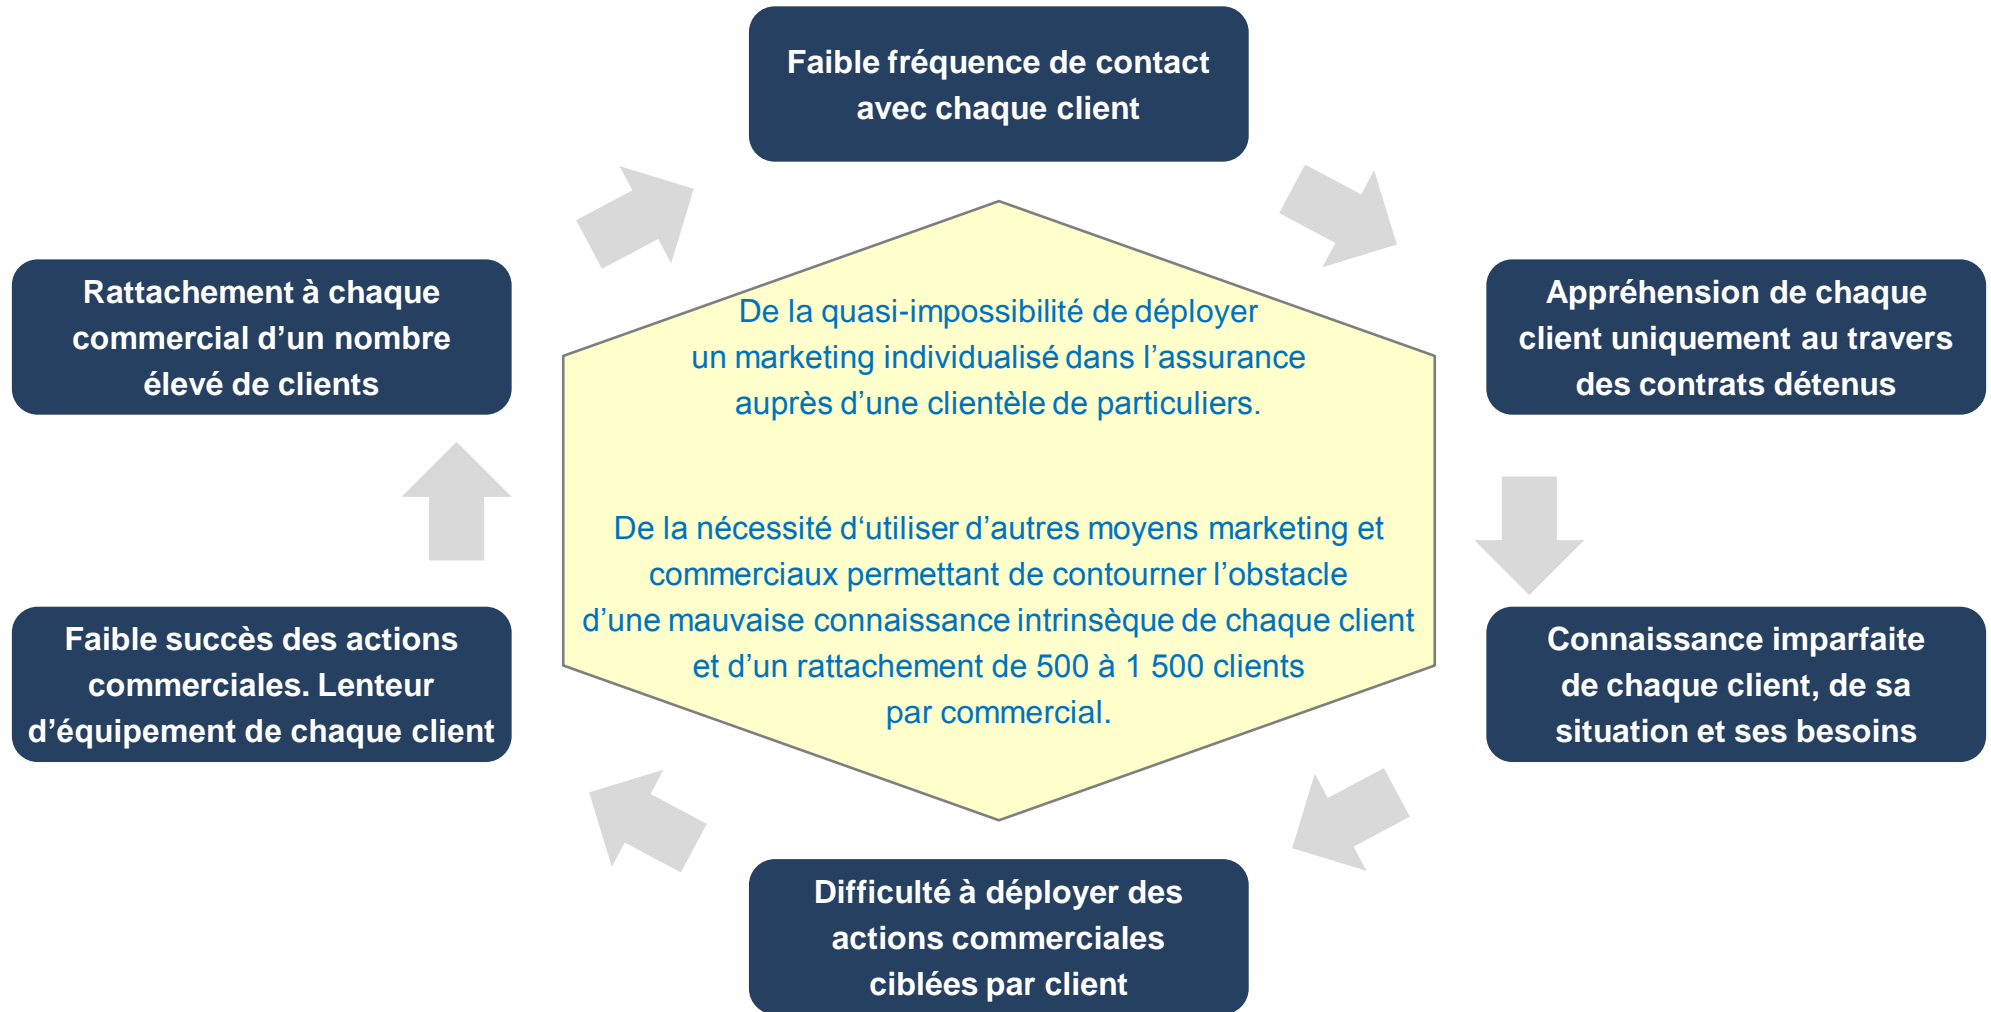 Faible fréquence de contact
avec chaque client
Appréhension de chaque
client uniquement au travers
des contrats détenus
Connaissance imparfaite
de chaque client, de sa
situation et ses besoins
Difficulté à déployer des
actions commerciales
ciblées par client
Faible succès des actions
commerciales. Lenteur
d’équipement de chaque client
Rattachement à chaque
commercial d’un nombre
élevé de clients
De la quasi-impossibilité de déployer
un marketing individualisé dans l’assurance
auprès d’une clientèle de particuliers.
De la nécessité d‘utiliser d’autres moyens marketing et
commerciaux permettant de contourner l’obstacle
d’une mauvaise connaissance intrinsèque de chaque client
et d’un rattachement de 500 à 1 500 clients
par commercial.